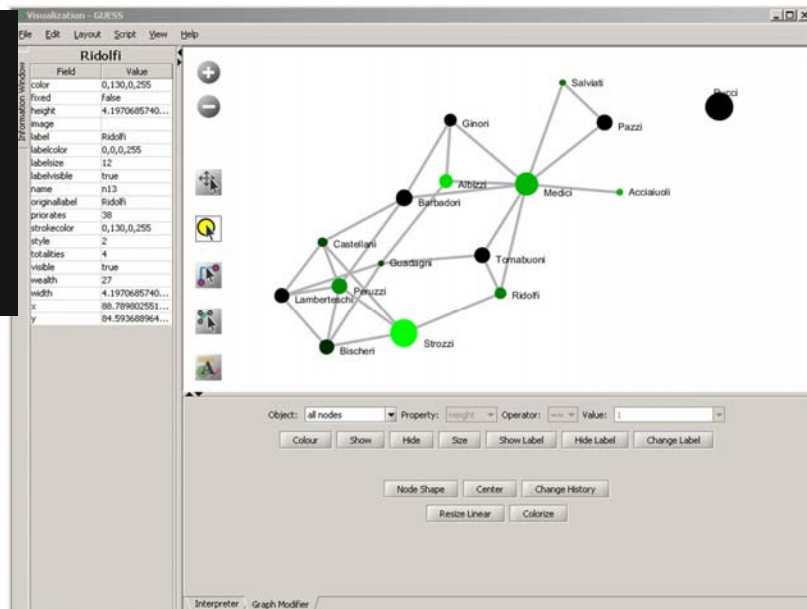 Visualization - GUESS
File Edit Layout Script View Help
Information Window
Ridolfi
Field Value
color 0,130,0,255
fixed false
height 4.1970685740...
image
label Ridolfi
labelcolor 0,0,0,255
labelsize 12
labelvisible true
name n13
originallabel Ridolfi
priorates 38
strokecolor 0,130,0,255
style 2
totalities 4
visible true
wealth 27
width 4.1970685740...
x 88.789802551...
y 84.593688964...
Salviati
Pucci
Ginori
Pazzi
Albizzi
Medici
Acciaiuoli
Barbadori
Castellani
Guadagni
Tornabuoni
Peruzzi
Lamberteschi
Ridolfi
Strozzi
Bischeri
Object: all nodes Property: weight Operator: == Value: 1
Colour Show Hide Size Show Label Hide Label Change Label
Node Shape Center Change History
Resize Linear Colorize
Interpreter Graph Modifier